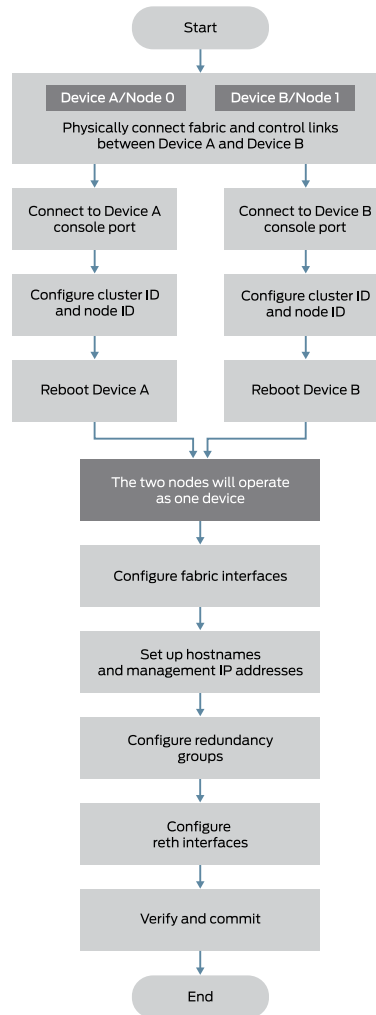 Start
Device A/Node 0
Device B/Node 1
Physically connect fabric and control links
between Device A and Device B
Connect to Device A
console port
Connect to Device B
console port
Configure cluster ID
and node ID
Configure cluster ID
and node ID
Reboot Device A
Reboot Device B
The two nodes will operate
as one device
Configure fabric interfaces
Set up hostnames
and management IP addresses
Configure redundancy
groups
Configure
reth interfaces
Verify and commit
End